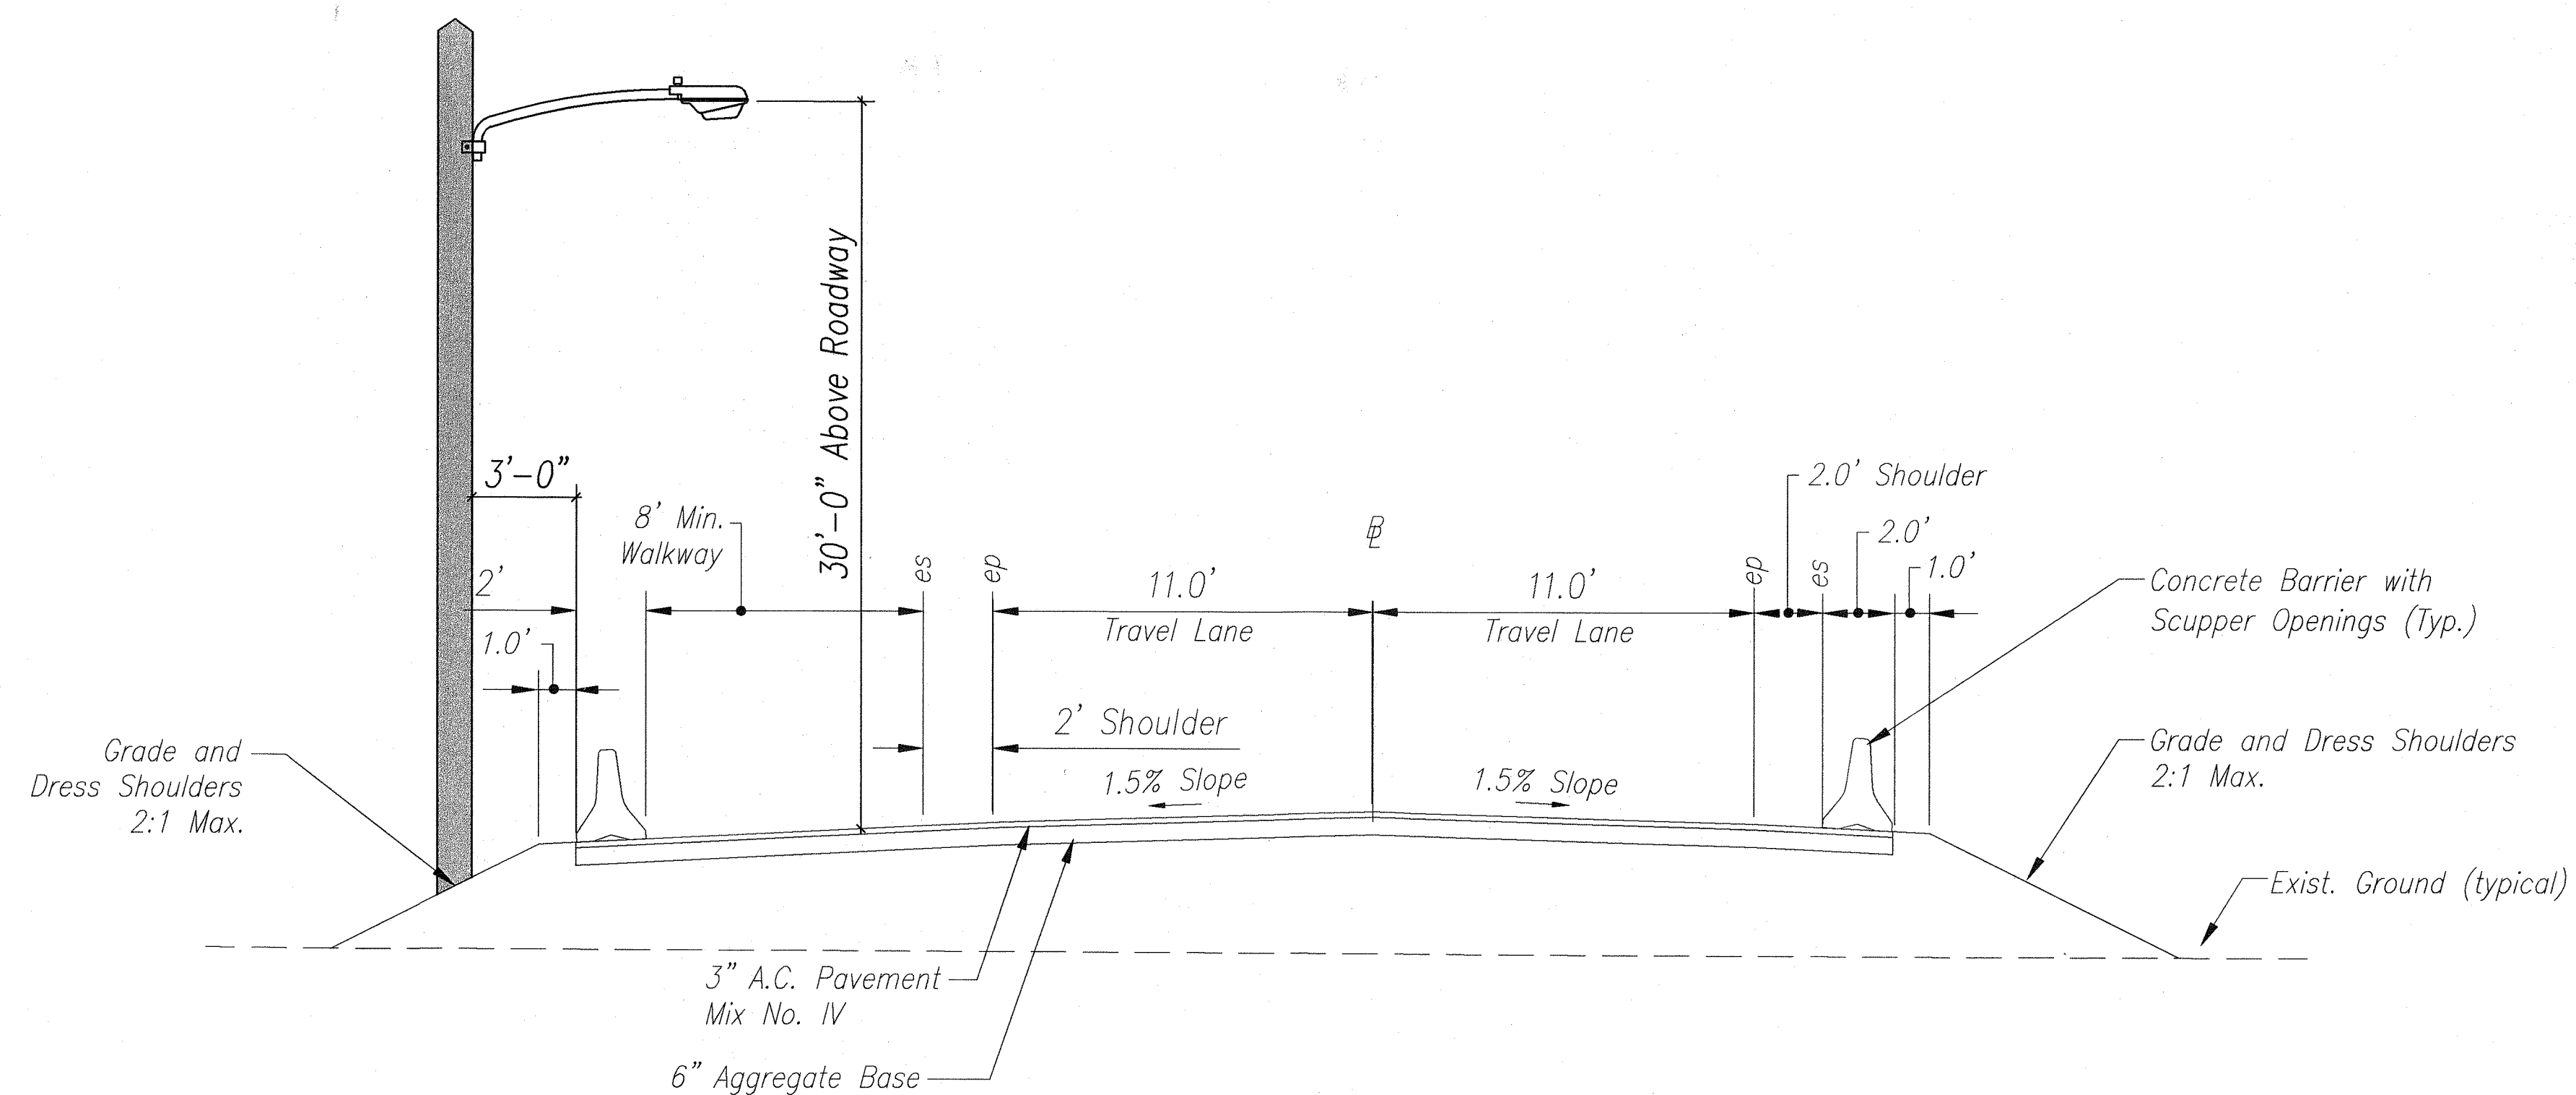 30'-0" Above Roadway
3'-0"
8' Min.
Walkway
2'
1.0'
es
ep
11.0'
Travel Lane
2' Shoulder
1.5% Slope
11.0'
Travel Lane
1.5% Slope
ep
es
2.0' Shoulder
2.0'
1.0'
Concrete Barrier with
Scupper Openings (Typ.)
Grade and
Dress Shoulders
2:1 Max.
Grade and Dress Shoulders
2:1 Max.
Exist. Ground (typical)
3" A.C. Pavement
Mix No. IV
6" Aggregate Base